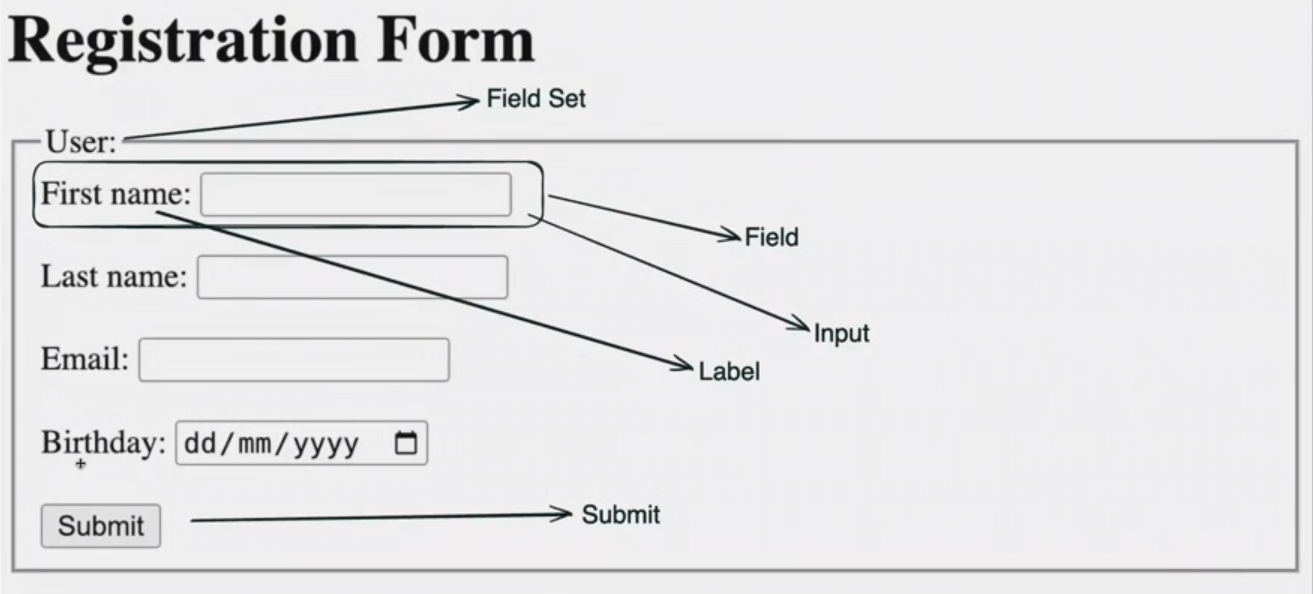 Registration Form
Field Set
User:
First name:
Field
Last name:
Input
Email:
Label
Birthday: dd/mm/yyyy
Submit
Submit